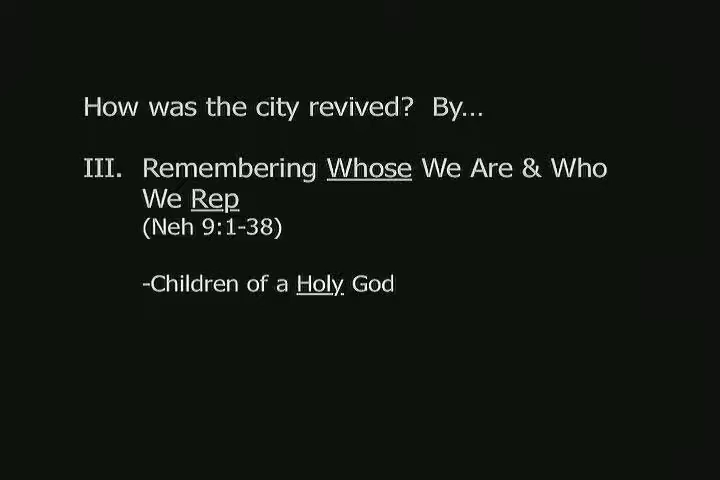 How was the city revived? By...
III. Remembering Whose We Are & Who
We Rep
(Neh 9:1-38)
-Children of a Holy God